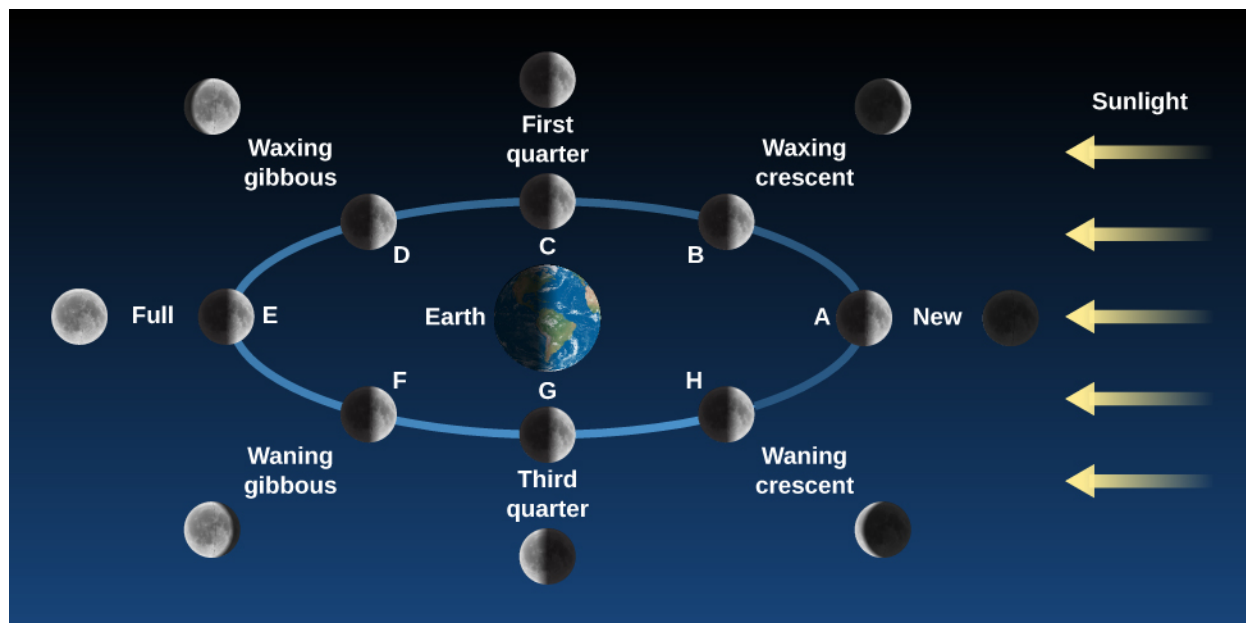 Sunlight
First
quarter
Waxing
gibbous
Waxing
crescent
D
C
B
Full
E
Earth
A
New
F
G
H
Waning
gibbous
Third
quarter
Waning
crescent